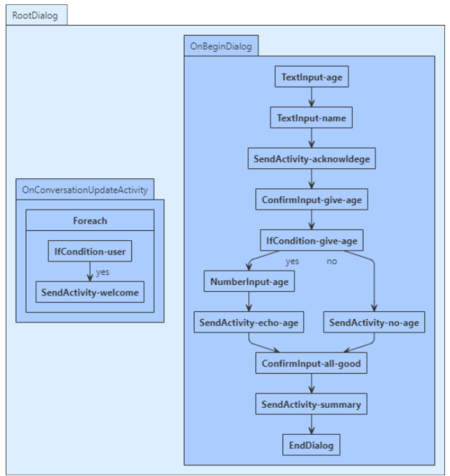 RootDialog
OnConversationUpdateActivity
Foreach
IfCondition-user
yes
SendActivity-welcome
OnBeginDialog
TextInput-age
TextInput-name
SendActivity-acknowldege
ConfirmInput-give-age
IfCondition-give-age
yes no
NumberInput-age
SendActivity-echo-age SendActivity-no-age
ConfirmInput-all-good
SendActivity-summary
EndDialog